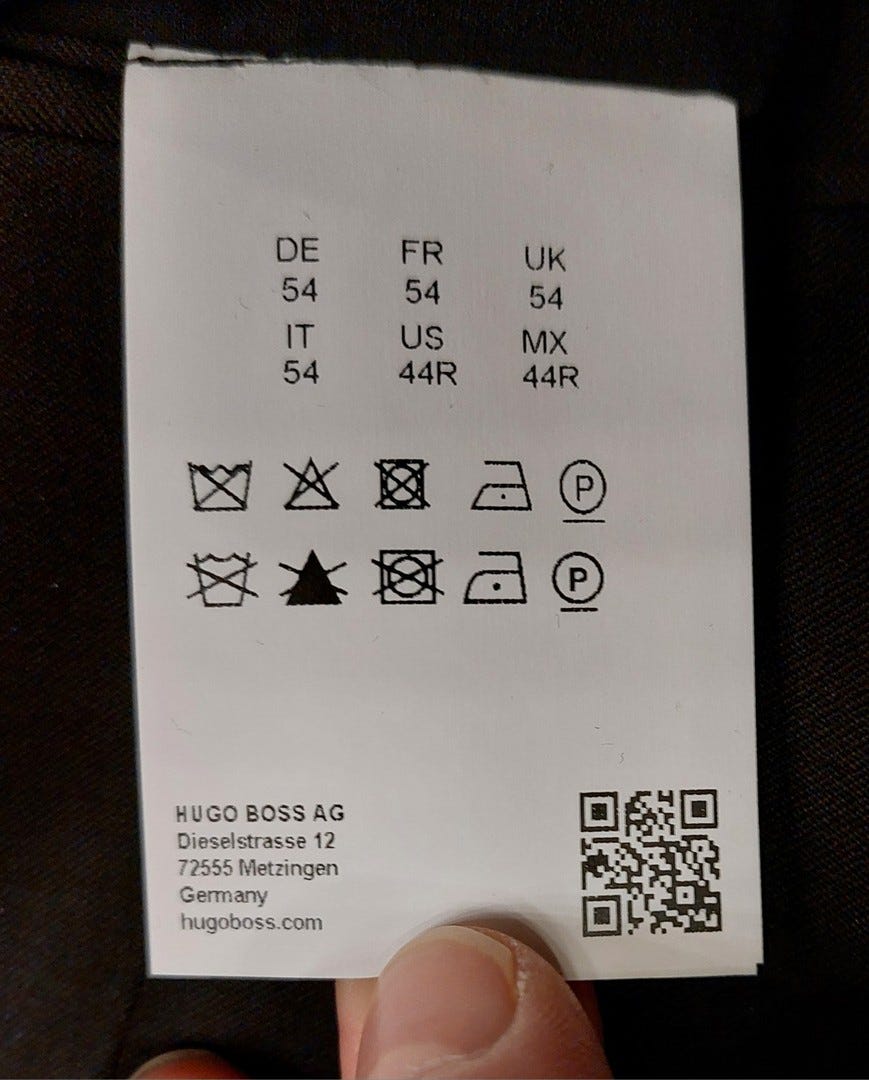 DE FR UK
54 54 54
IT US MX
54 44R 44R
P
P
HUGO BOSS AG
Dieselstrasse 12
72555 Metzingen
Germany
hugoboss.com